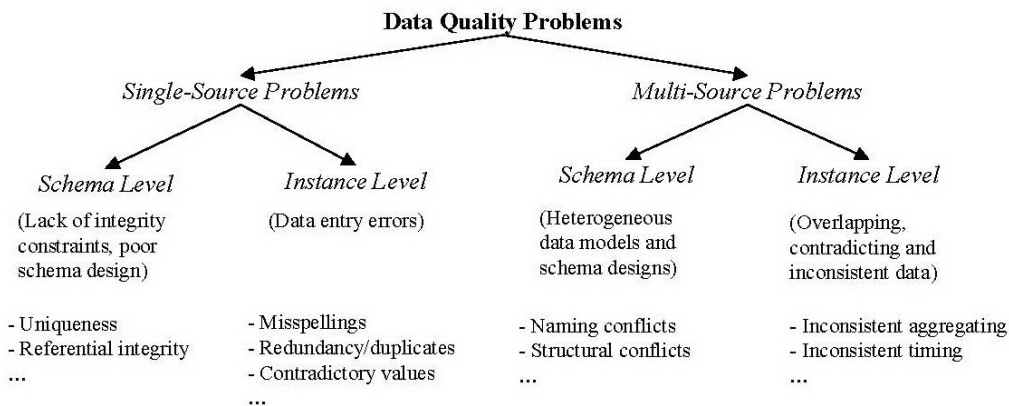 Data Quality Problems
Single-Source Problems
Multi-Source Problems
Schema Level
Instance Level
Schema Level
Instance Level
(Lack of integrity
constraints, poor
schema design)
(Data entry errors)
(Heterogeneous
data models and
schema designs)
(Overlapping,
contradicting and
inconsistent data)
- Uniqueness
- Referential integrity
...
- Misspellings
- Redundancy/duplicates
- Contradictory values
...
- Naming conflicts
- Structural conflicts
...
- Inconsistent aggregating
- Inconsistent timing
...